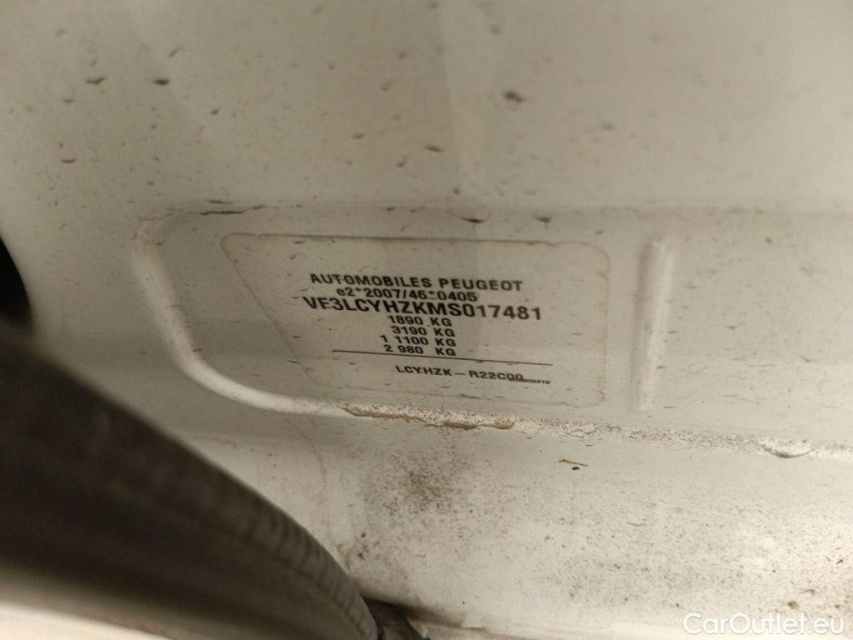 AUTOMOBILES PEUGEOT
e2*2007/46*0405
VF3LCYHZKMS017481
1890 KG
3190 KG
1 1100 KG
2 980 KG
LCYHZK - R22C00
CarOutlet.eu